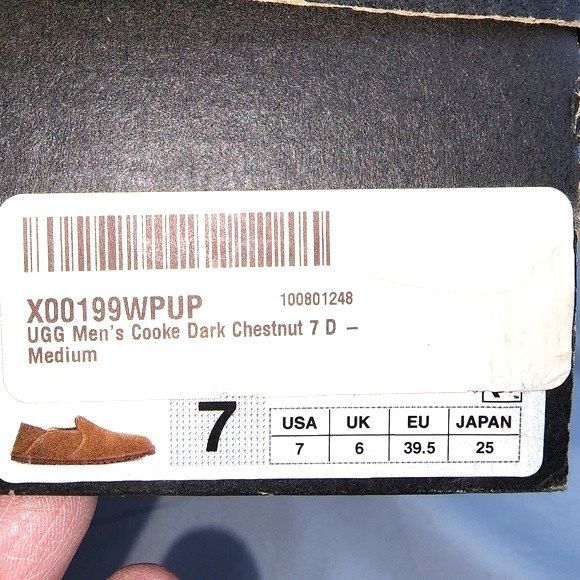 X00199WPUP 100801248
UGG Men's Cooke Dark Chestnut 7 D –
Medium
7
USA UK EU JAPAN
7 6 39.5 25